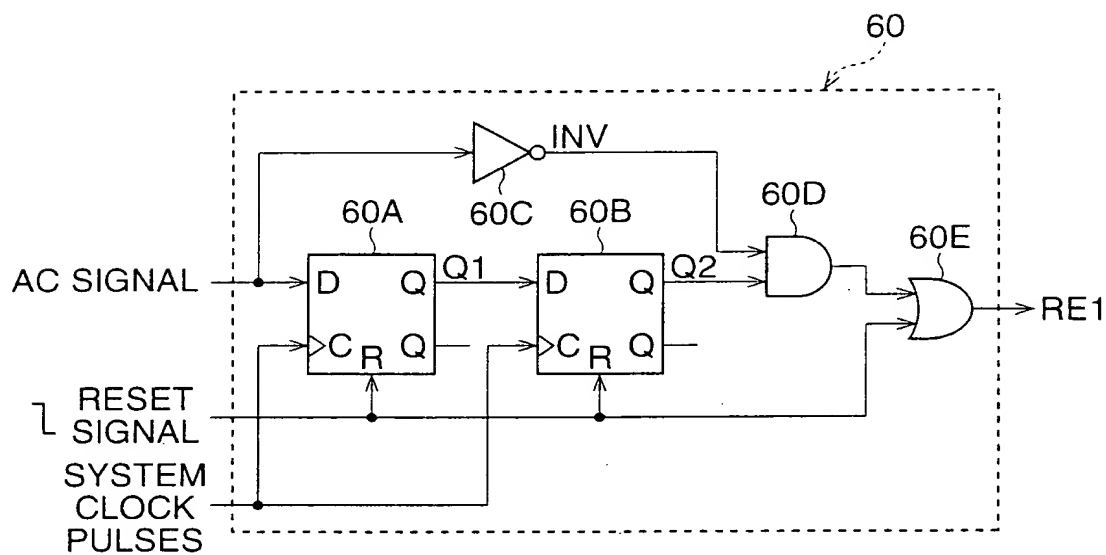 60
INV
60C
60A
60B
60D
60E
AC SIGNAL
D
Q
Q1
D
Q
Q2
RE1
C
R
Q
C
R
Q
RESET
SIGNAL
SYSTEM
CLOCK
PULSES